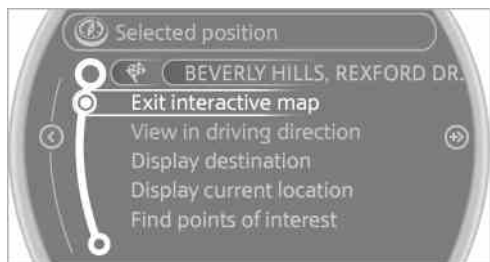 Selected position
BEVERLY HILLS, REXFORD DR.
Exit interactive map
View in driving direction
Display destination
Display current location
Find points of interest